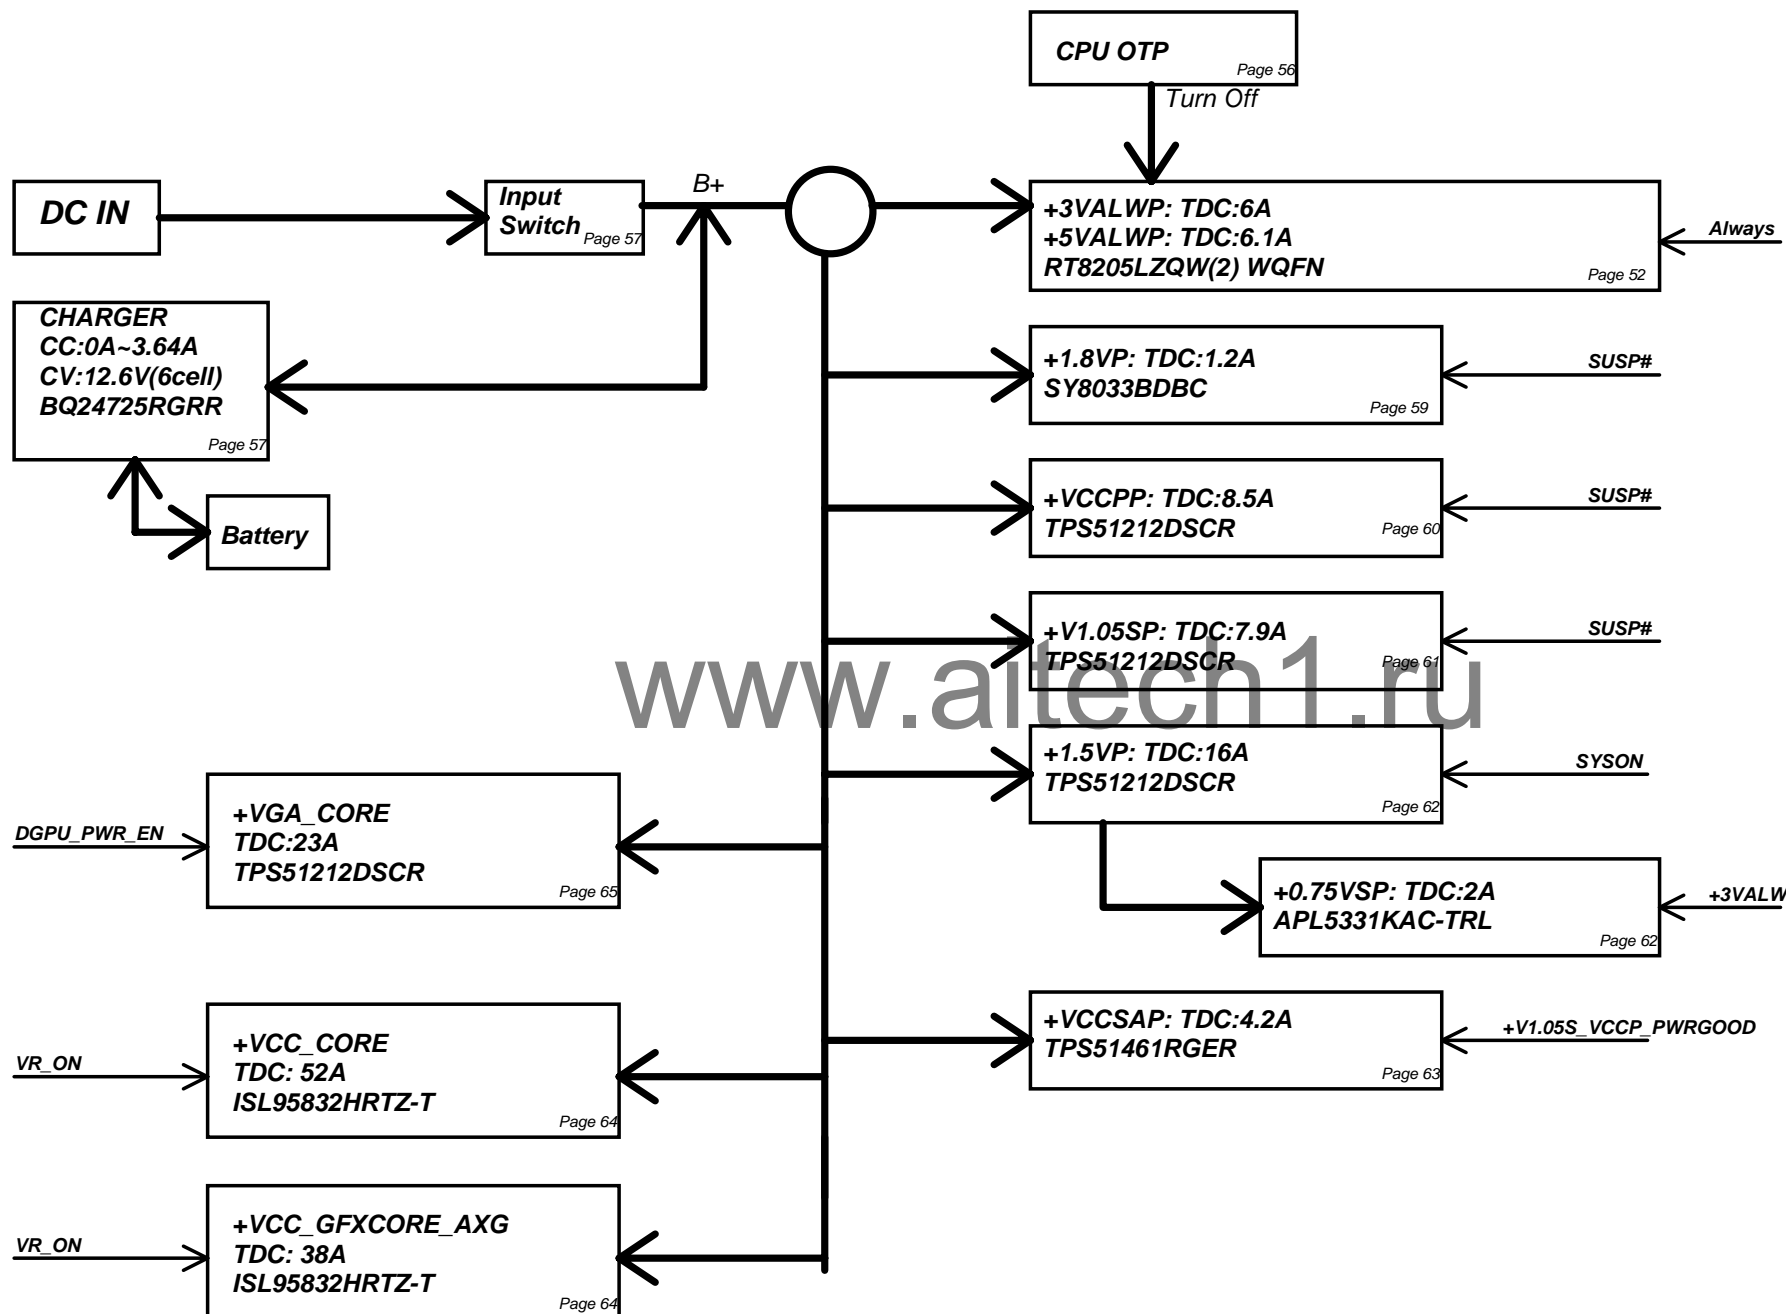 CPU OTP
Page 56
Turn Off
DC IN
Input
Switch
Page 57
B+
+3VALWP: TDC:6A
+5VALWP: TDC:6.1A
RT8205LZQW(2) WQFN
Page 52
Always
CHARGER
CC:0A~3.64A
CV:12.6V(6cell)
BQ24725RGRR
Page 57
Battery
+1.8VP: TDC:1.2A
SY8033BDBC
Page 59
SUSP#
+VCCPP: TDC:8.5A
TPS51212DSCR
Page 60
SUSP#
+V1.05SP: TDC:7.9A
TPS51212DSCR
Page 61
SUSP#
www.aitech1.ru
+1.5VP: TDC:16A
TPS51212DSCR
Page 62
SYSON
DGPU_PWR_EN
+VGA_CORE
TDC:23A
TPS51212DSCR
Page 65
+0.75VSP: TDC:2A
APL5331KAC-TRL
Page 62
+3VALW
VR_ON
+VCC_CORE
TDC: 52A
ISL95832HRTZ-T
Page 64
+VCCSAP: TDC:4.2A
TPS51461RGER
Page 63
+V1.05S_VCCP_PWRGOOD
VR_ON
+VCC_GFXCORE_AXG
TDC: 38A
ISL95832HRTZ-T
Page 64